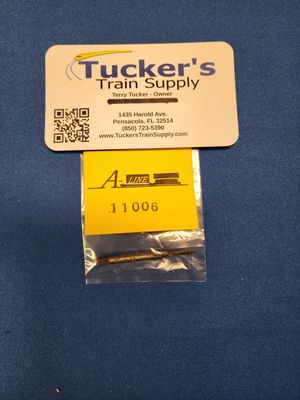 Tucker's
Train Supply
Terry Tucker - Owner
1435 Harold Ave.
Pensacola, FL 32514
(850) 723-5390
www.TuckersTrainSupply.com
A-LINE
11006